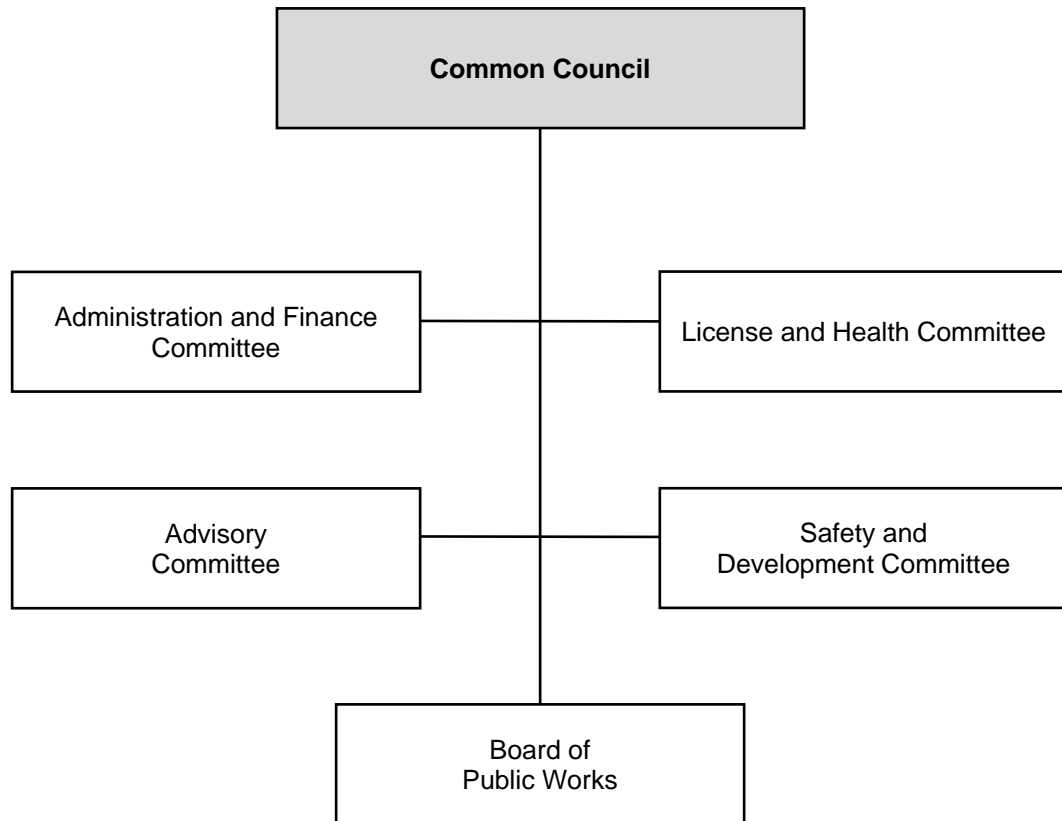 Common Council
Administration and Finance
Committee
License and Health Committee
Advisory
Committee
Safety and
Development Committee
Board of
Public Works